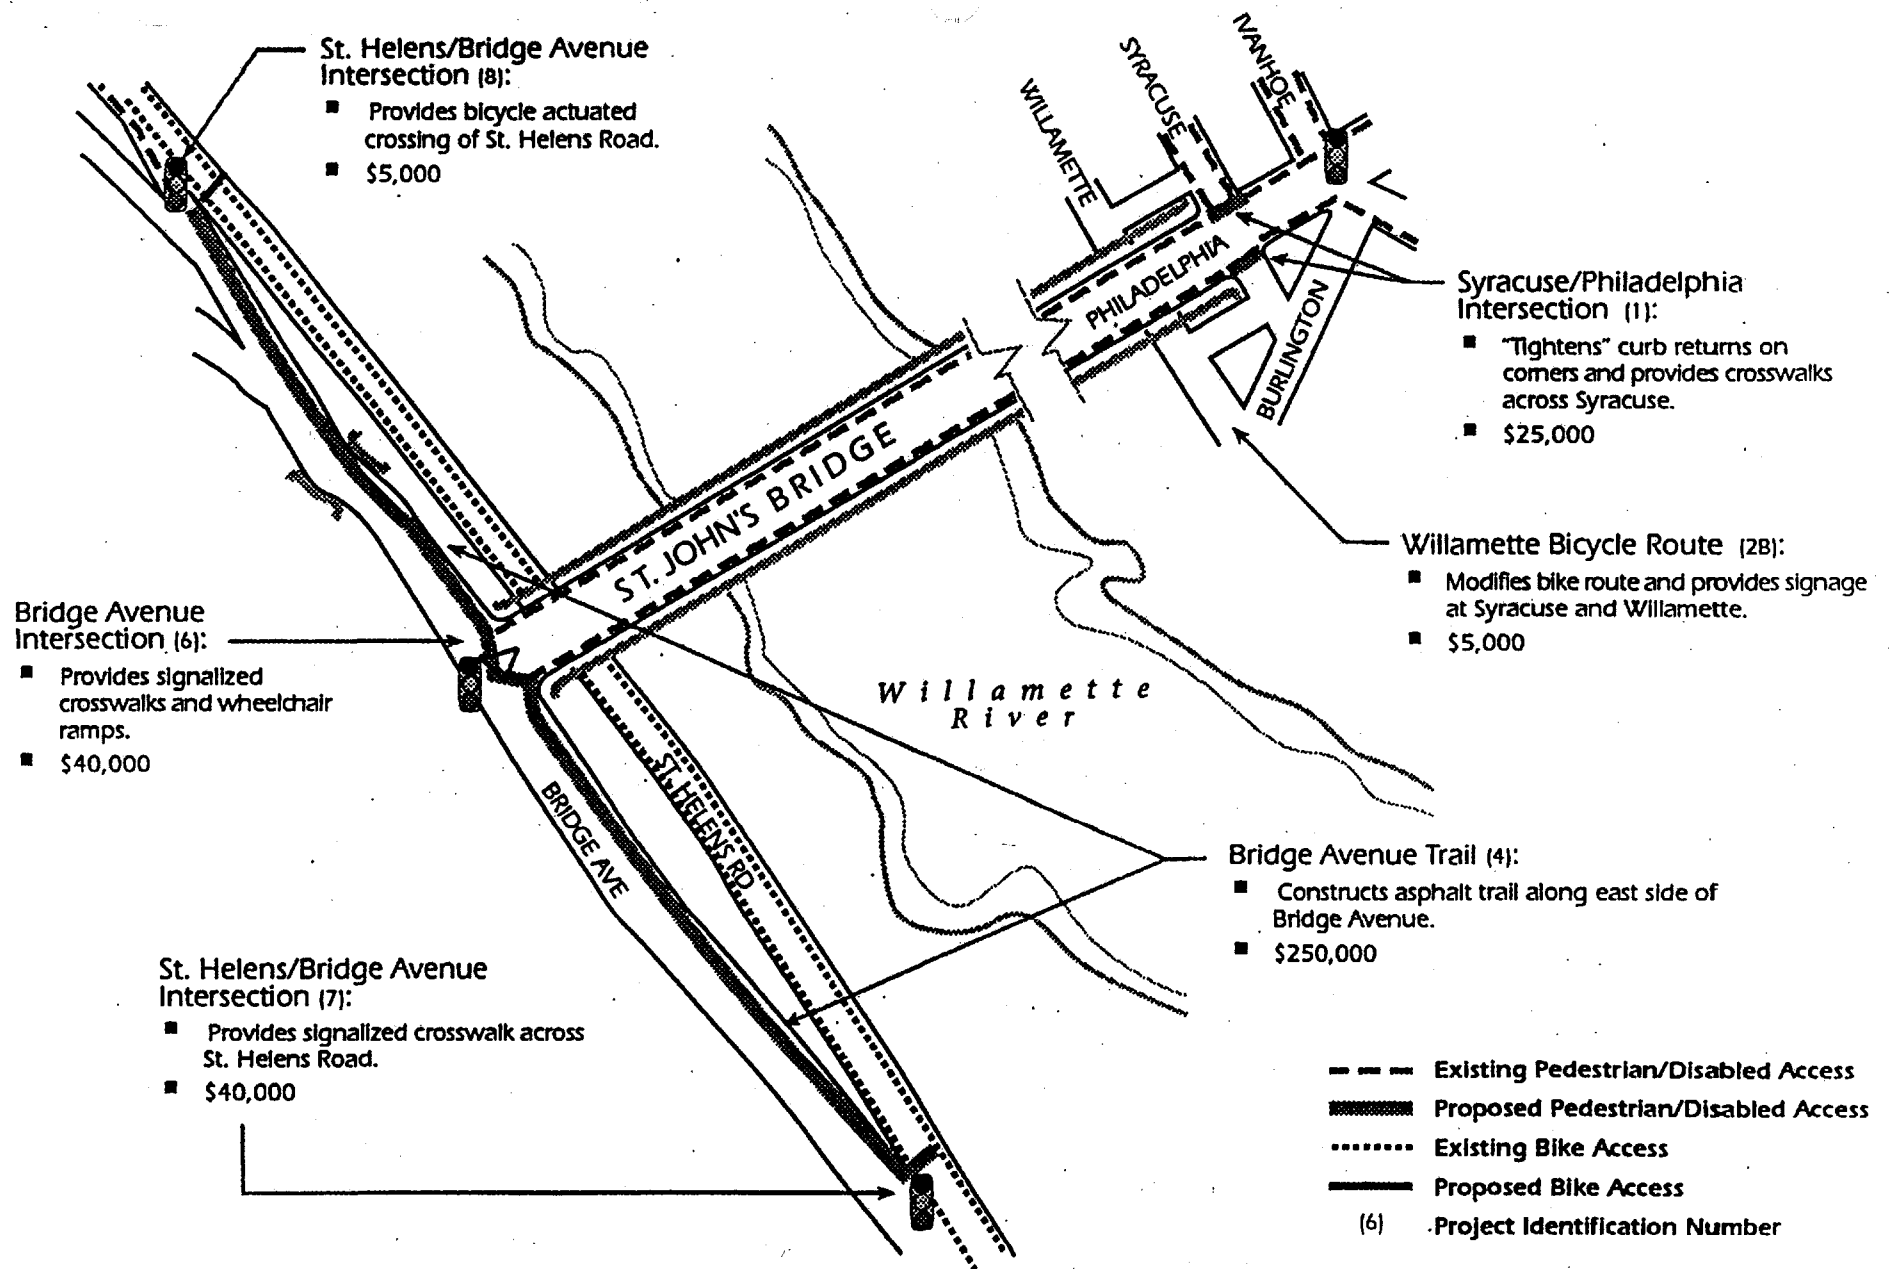 St. Helens/Bridge Avenue
Intersection (8):
■ Provides bicycle actuated
crossing of St. Helens Road.
■ $5,000
WILLAMETTE
SYRACUSE
IVANHOE
PHILADELPHIA
BURLINGTON
Syracuse/Philadelphia
Intersection (1):
■ "Tightens" curb returns on
corners and provides crosswalks
across Syracuse.
■ $25,000
ST. JOHN'S BRIDGE
Willamette Bicycle Route (2B):
■ Modifies bike route and provides signage
at Syracuse and Willamette.
■ $5,000
Bridge Avenue
Intersection (6):
■ Provides signalized
crosswalks and wheelchair
ramps.
■ $40,000
Willamette
River
ST. HELENS RD
BRIDGE AVE
Bridge Avenue Trail (4):
■ Constructs asphalt trail along east side of
Bridge Avenue.
■ $250,000
St. Helens/Bridge Avenue
Intersection (7):
■ Provides signalized crosswalk across
St. Helens Road.
■ $40,000
Existing Pedestrian/Disabled Access
Proposed Pedestrian/Disabled Access
Existing Bike Access
Proposed Bike Access
(6) Project Identification Number